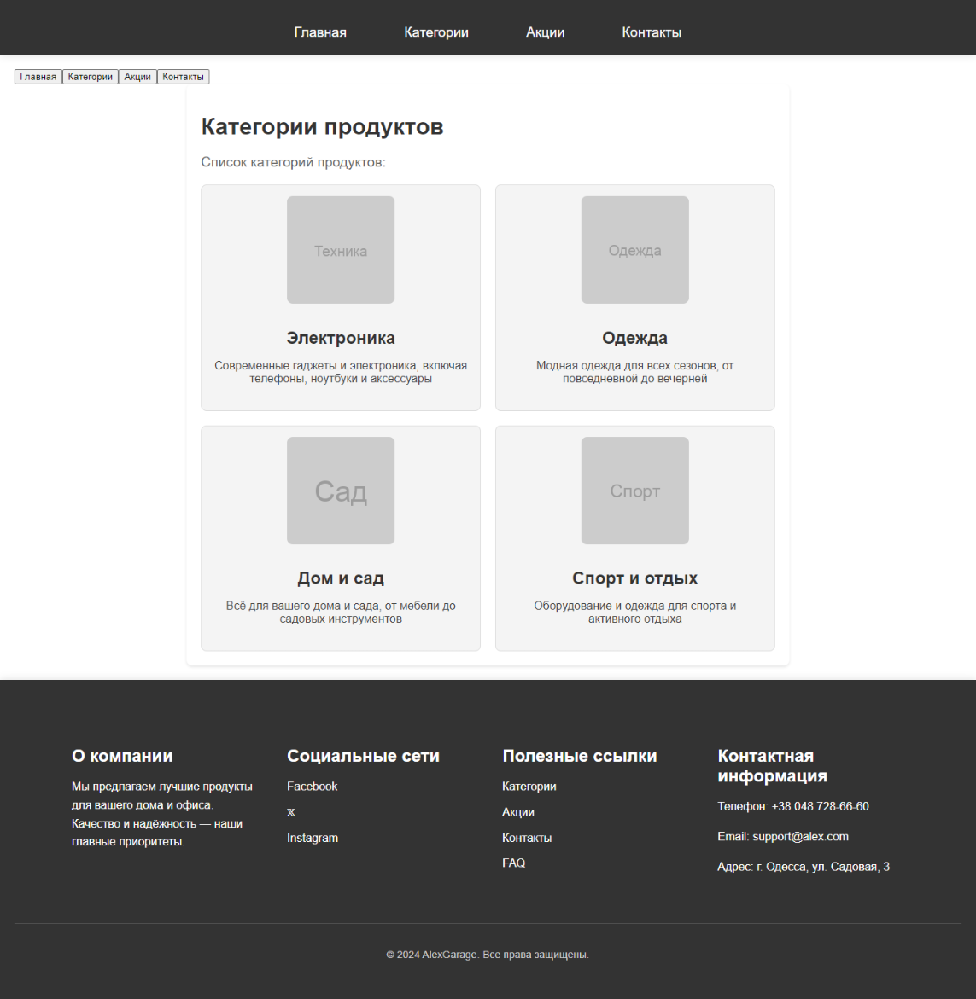 Главная Категории Акции Контакты
Главная Категории Акции Контакты
Категории продуктов
Список категорий продуктов:
Техника
Электроника
Современные гаджеты и электроника, включая
телефоны, ноутбуки и аксессуары
Одежда
Одежда
Модная одежда для всех сезонов, от
повседневной до вечерней
Сад
Дом и сад
Всё для вашего дома и сада, от мебели до
садовых инструментов
Спорт
Спорт и отдых
Оборудование и одежда для спорта и
активного отдыха
О компании
Мы предлагаем лучшие продукты
для вашего дома и офиса.
Качество и надёжность — наши
главные приоритеты.
Социальные сети
Facebook
𝕏
Instagram
Полезные ссылки
Категории
Акции
Контакты
FAQ
Контактная
информация
Телефон: +38 048 728-66-60
Email: support@alex.com
Адрес: г. Одесса, ул. Садовая, 3
© 2024 AlexGarage. Все права защищены.